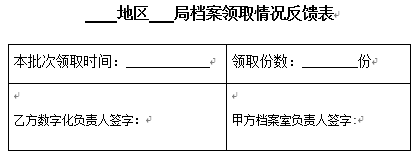 ____地区___局档案领取情况反馈表
本批次领取时间：____________
领取份数：________份
乙方数字化负责人签字：
甲方档案室负责人签字: